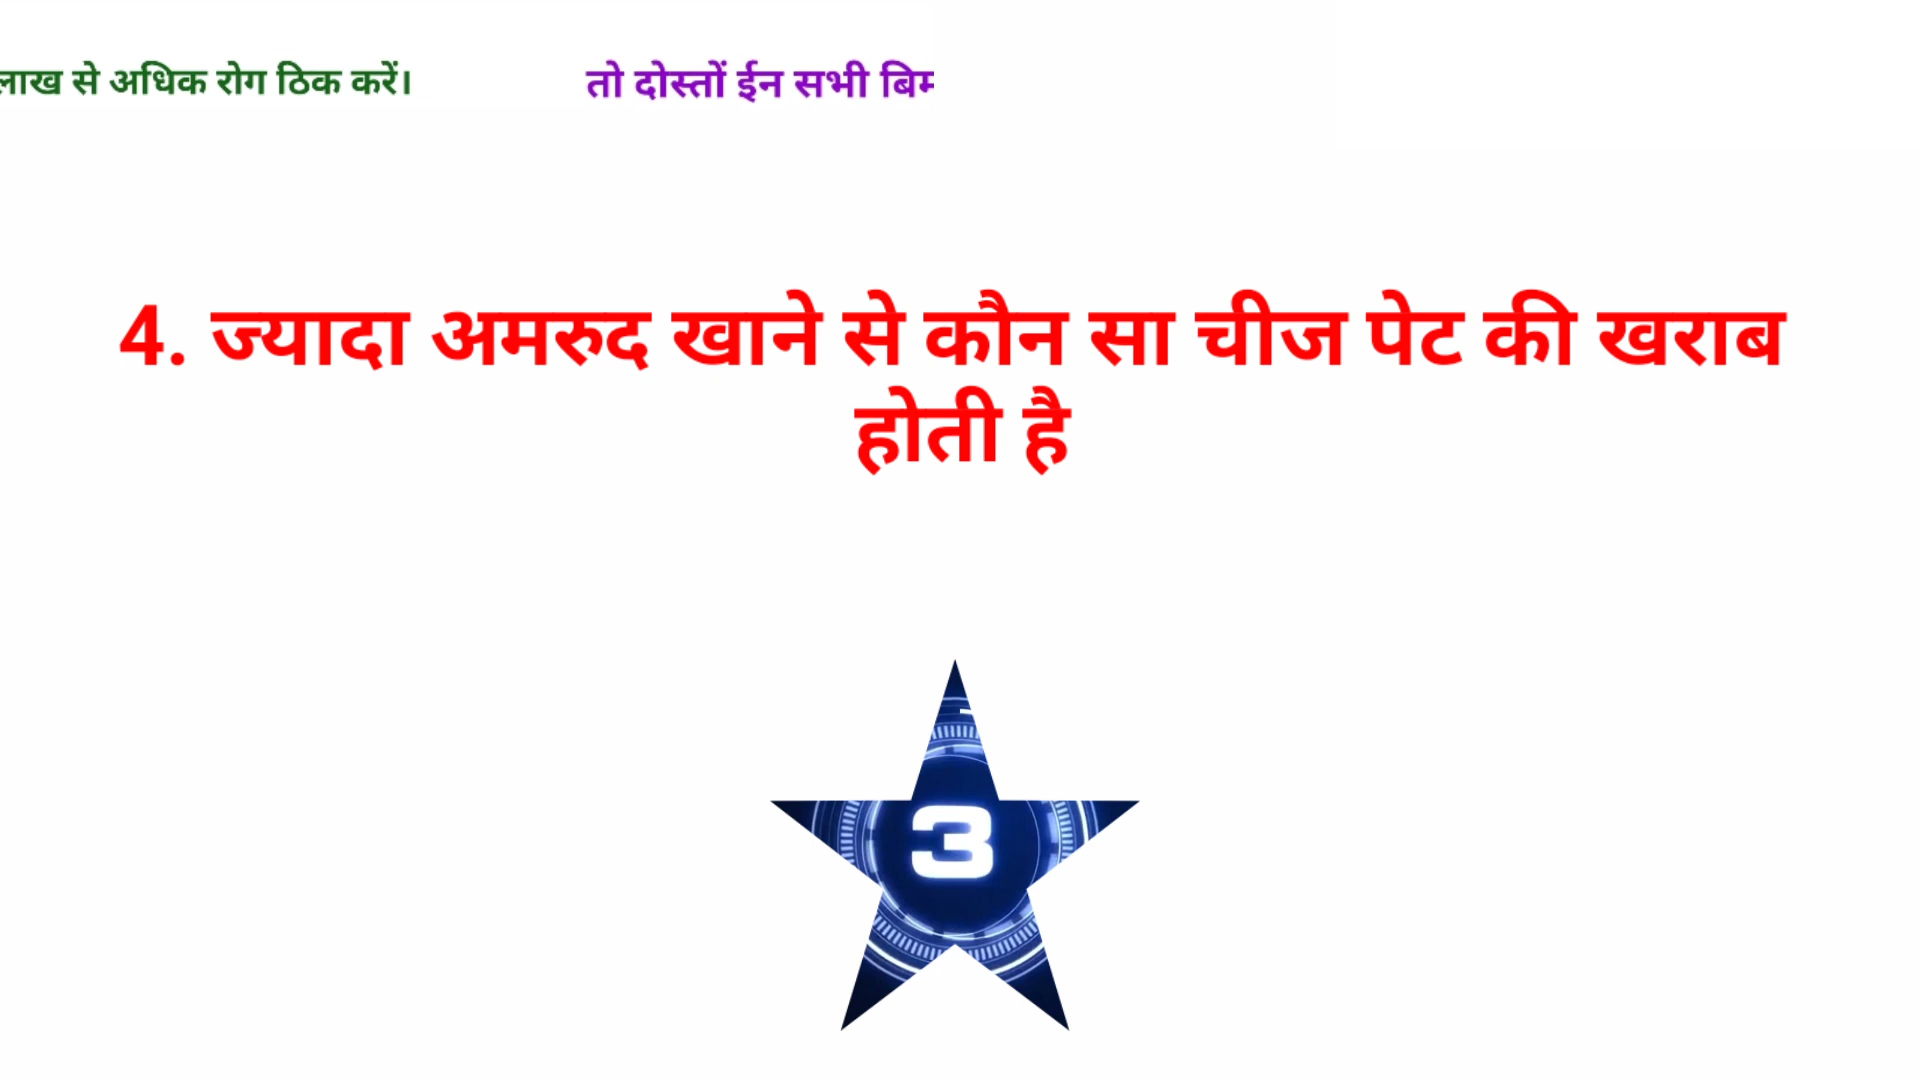 लाख से अधिक रोग ठिक करें।
तो दोस्तों ईन सभी
4. ज्यादा अमरुद खाने से कौन सा चीज पेट की खराब
होती है
3